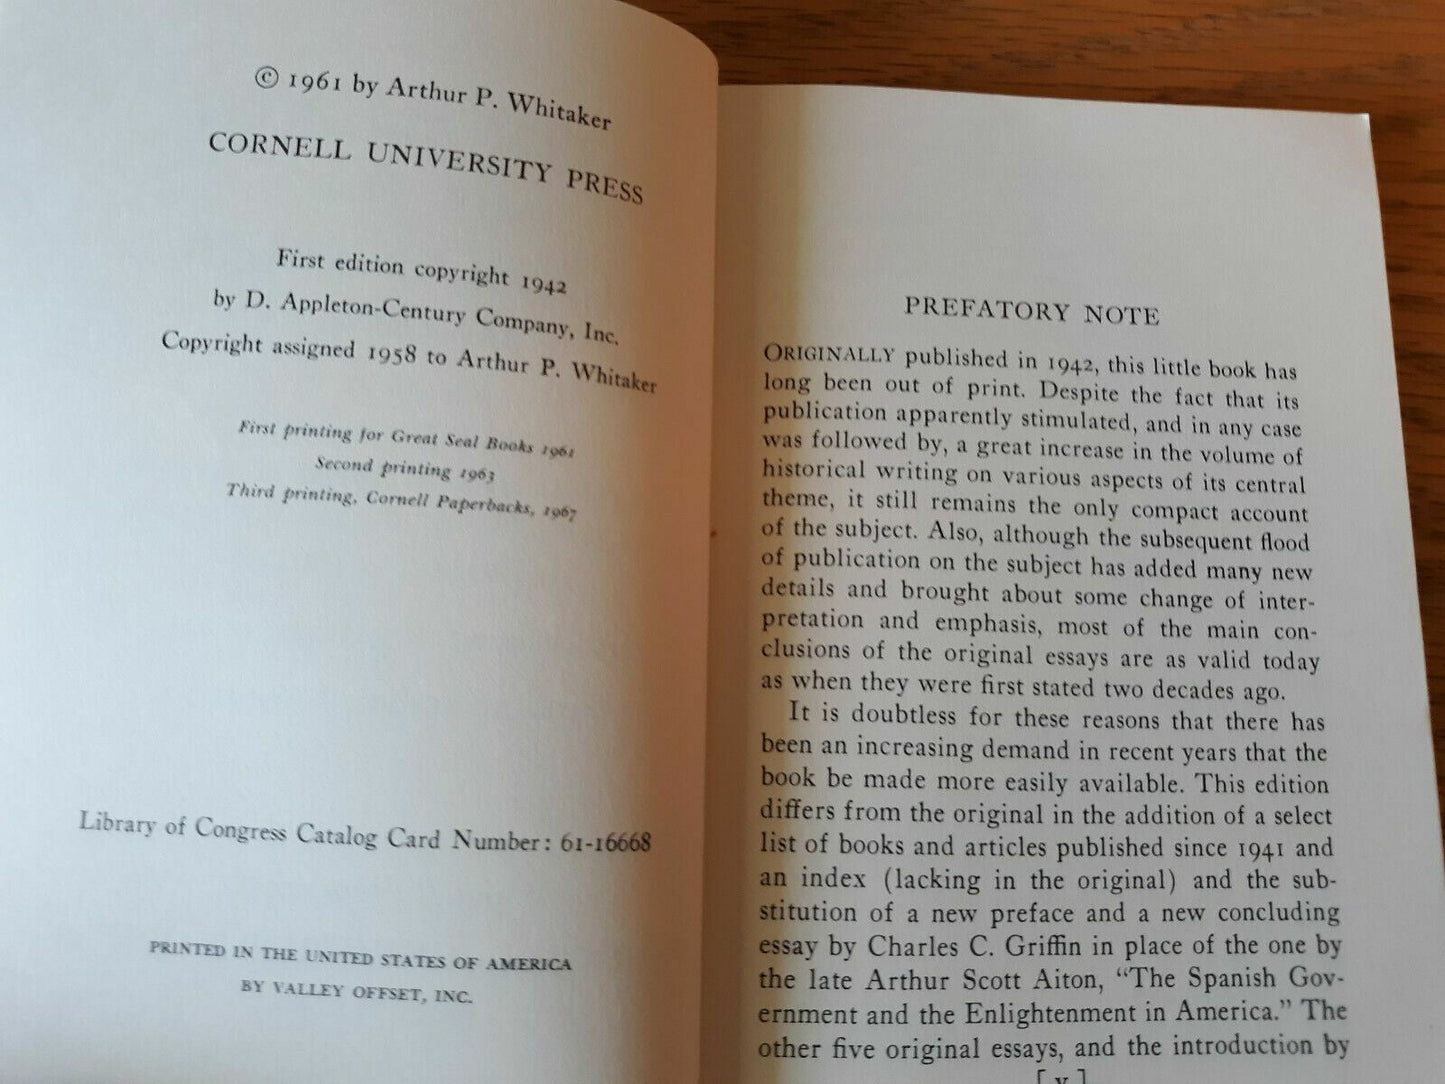 © 1961 by Arthur P. Whitaker
CORNELL UNIVERSITY PRESS
First edition copyright 1942
by D. Appleton-Century Company, Inc.
Copyright assigned 1958 to Arthur P. Whitaker
First printing for Great Seal Books 1961
Second printing 1963
Third printing, Cornell Paperbacks, 1967
Library of Congress Catalog Card Number: 61-16668
PRINTED IN THE UNITED STATES OF AMERICA
BY VALLEY OFFSET, INC.
PREFATORY NOTE
ORIGINALLY published in 1942, this little book has
long been out of print. Despite the fact that its
publication apparently stimulated, and in any case
was followed by, a great increase in the volume of
historical writing on various aspects of its central
theme, it still remains the only compact account
of the subject. Also, although the subsequent flood
of publication on the subject has added many new
details and brought about some change of inter-
pretation and emphasis, most of the main con-
clusions of the original essays are as valid today
as when they were first stated two decades ago.
It is doubtless for these reasons that there has
been an increasing demand in recent years that the
book be made more easily available. This edition
differs from the original in the addition of a select
list of books and articles published since 1941 and
an index (lacking in the original) and the sub-
stitution of a new preface and a new concluding
essay by Charles C. Griffin in place of the one by
the late Arthur Scott Aiton, "The Spanish Gov-
ernment and the Enlightenment in America." The
other five original essays, and the introduction by
[ v ]